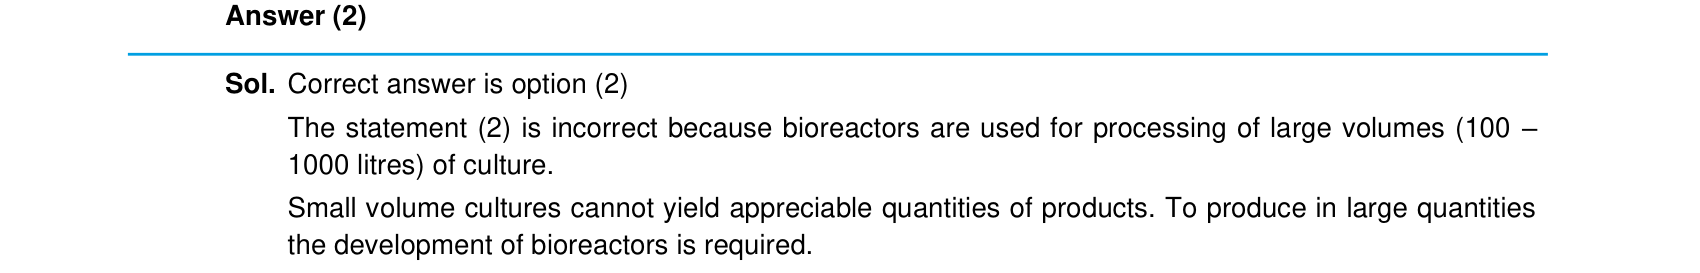 Answer (2)
Sol. Correct answer is option (2)
The statement (2) is incorrect because bioreactors are used for processing of large volumes (100 –
1000 litres) of culture.
Small volume cultures cannot yield appreciable quantities of products. To produce in large quantities
the development of bioreactors is required.